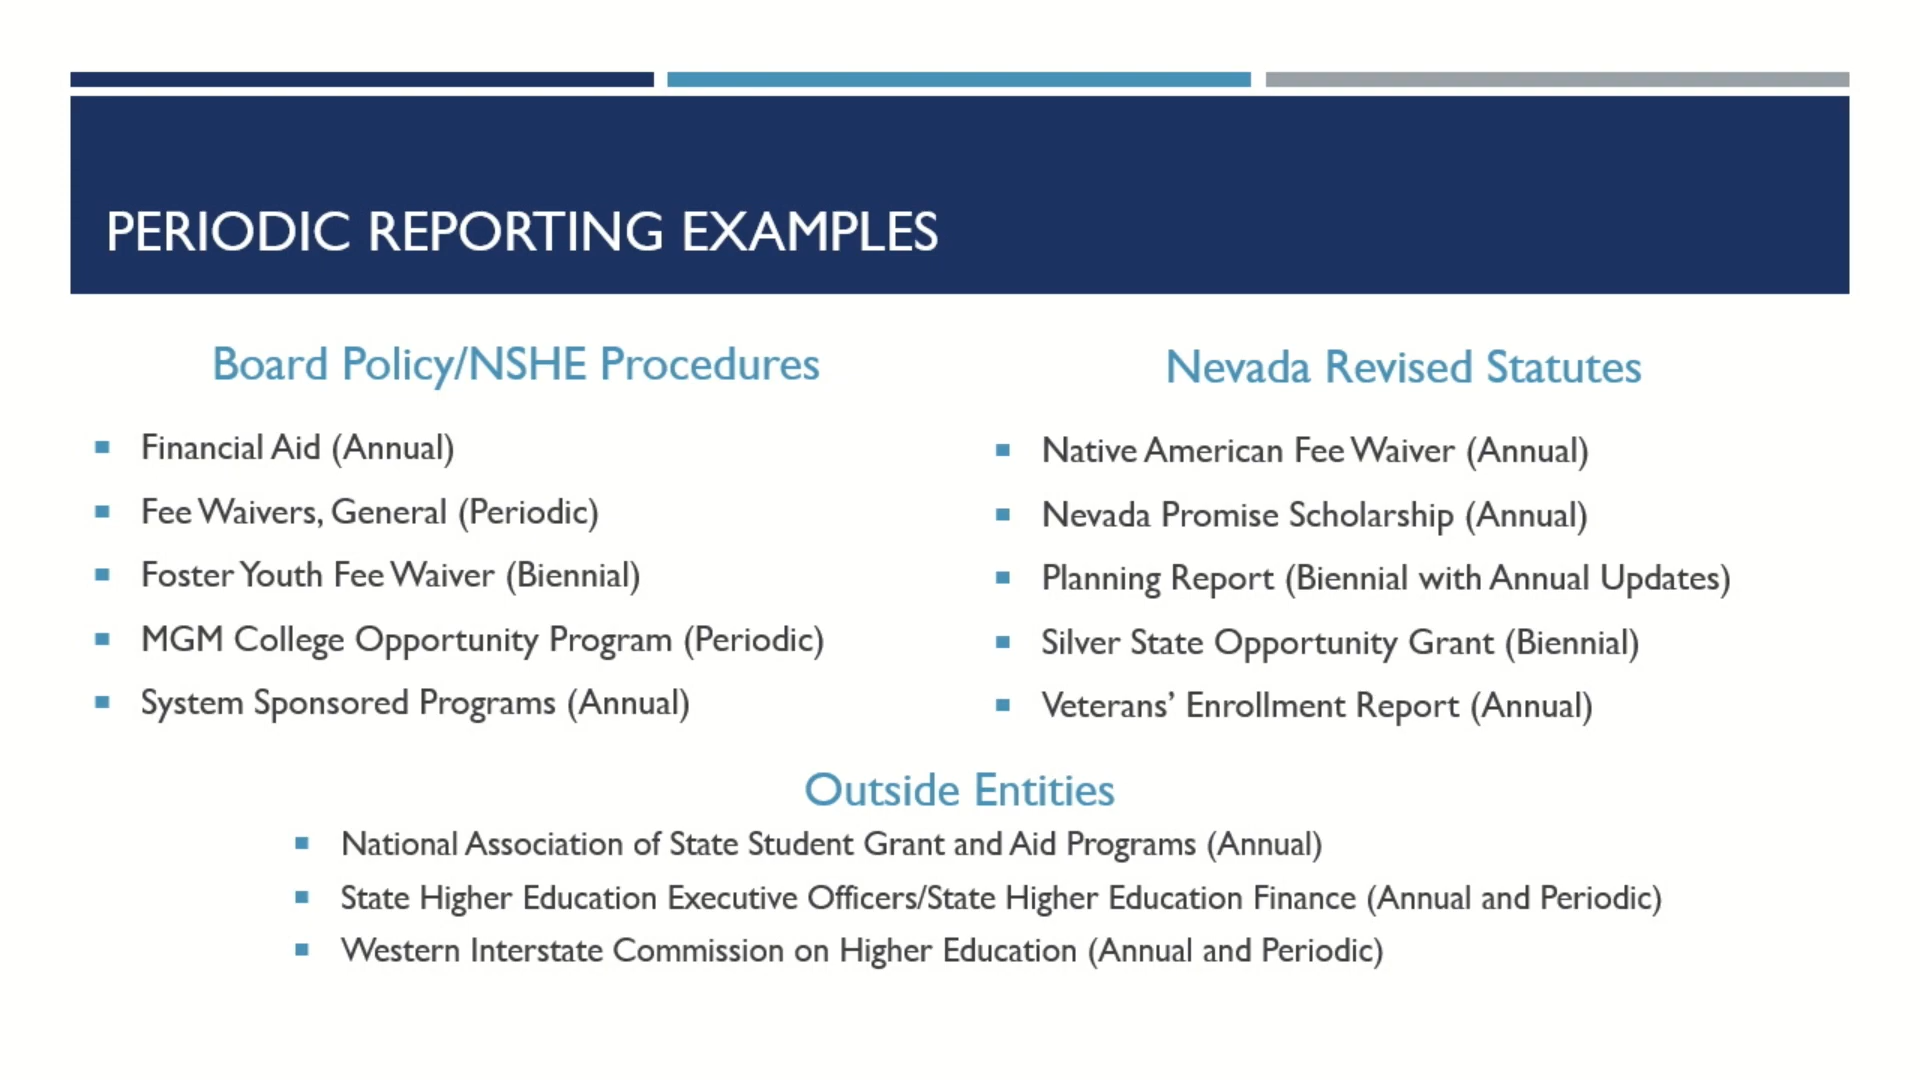 PERIODIC REPORTING EXAMPLES
Board Policy/NSHE Procedures
Financial Aid (Annual)
Fee Waivers, General (Periodic)
Foster Youth Fee Waiver (Biennial)
MGM College Opportunity Program (Periodic)
System Sponsored Programs (Annual)
Nevada Revised Statutes
Native American Fee Waiver (Annual)
Nevada Promise Scholarship (Annual)
Planning Report (Biennial with Annual Updates)
Silver State Opportunity Grant (Biennial)
Veterans’ Enrollment Report (Annual)
Outside Entities
National Association of State Student Grant and Aid Programs (Annual)
State Higher Education Executive Officers/State Higher Education Finance (Annual and Periodic)
Western Interstate Commission on Higher Education (Annual and Periodic)